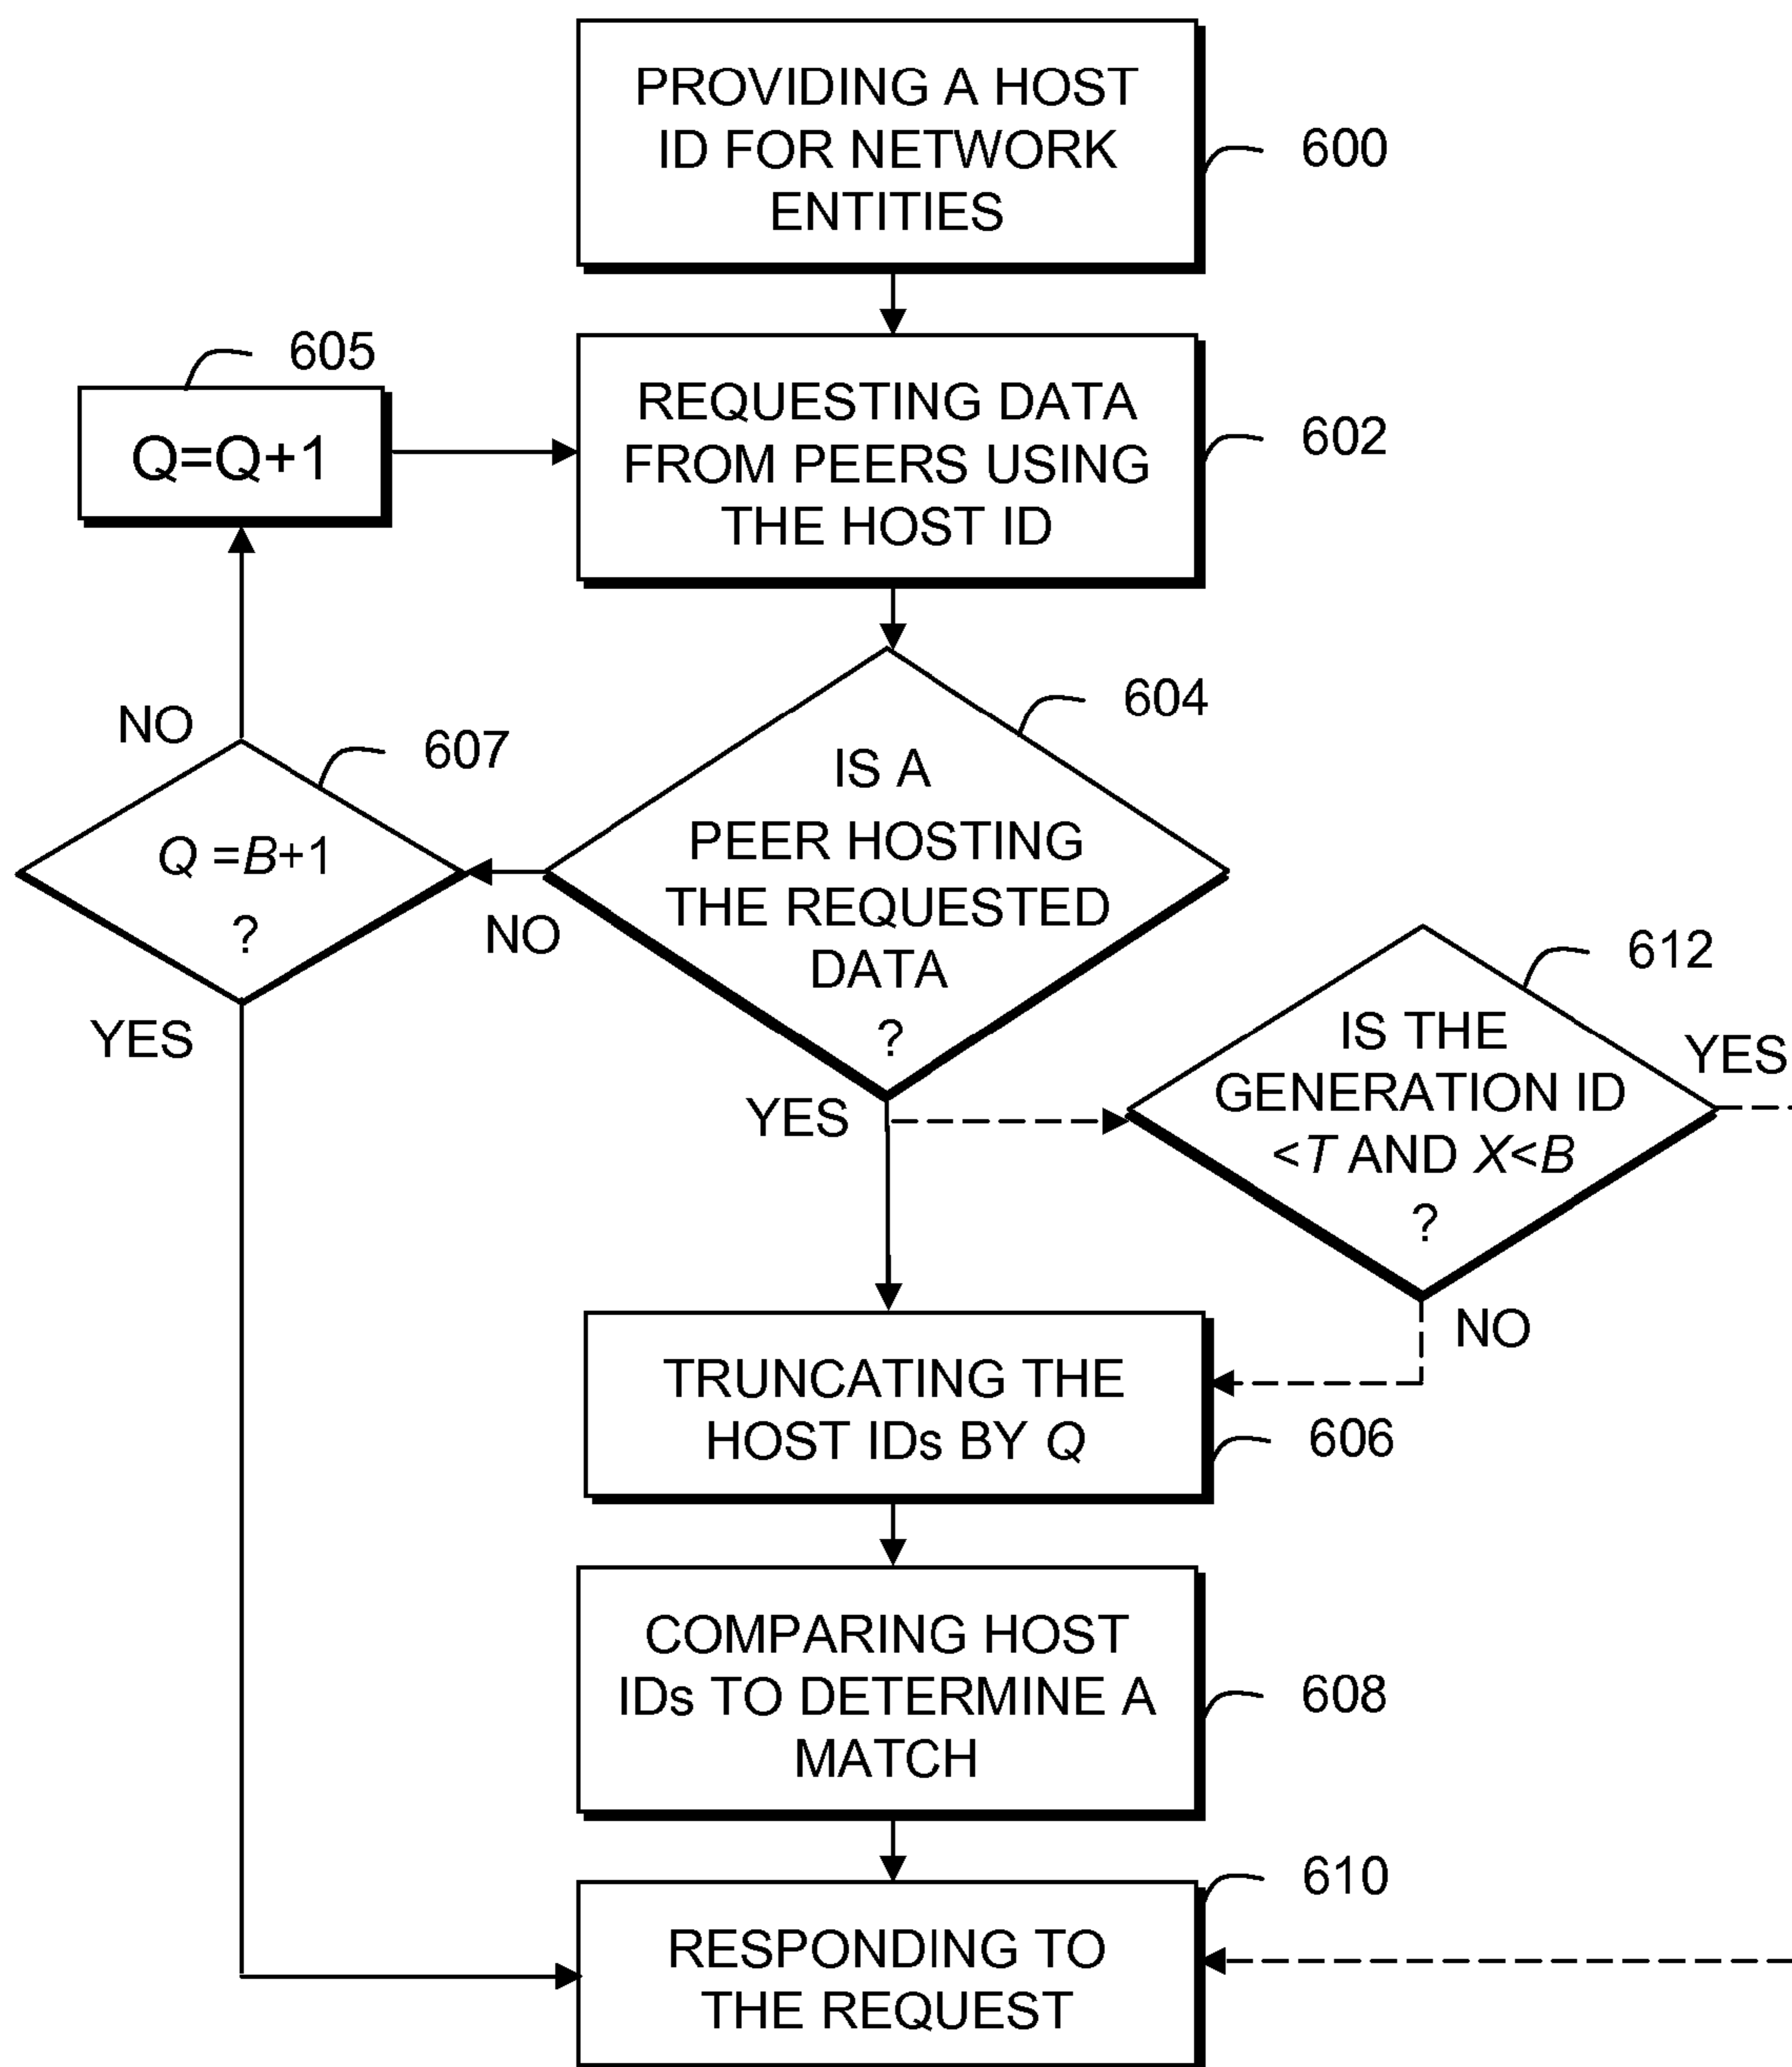 PROVIDING A HOST
ID FOR NETWORK
ENTITIES
600
605
Q=Q+1
REQUESTING DATA
FROM PEERS USING
THE HOST ID
602
604
IS A
PEER HOSTING
THE REQUESTED
DATA
?
NO
607
Q =B+1
?
NO
YES
YES
612
IS THE
GENERATION ID
<T AND X<B
?
YES
NO
TRUNCATING THE
HOST IDs BY Q
606
COMPARING HOST
IDs TO DETERMINE A
MATCH
608
610
RESPONDING TO
THE REQUEST